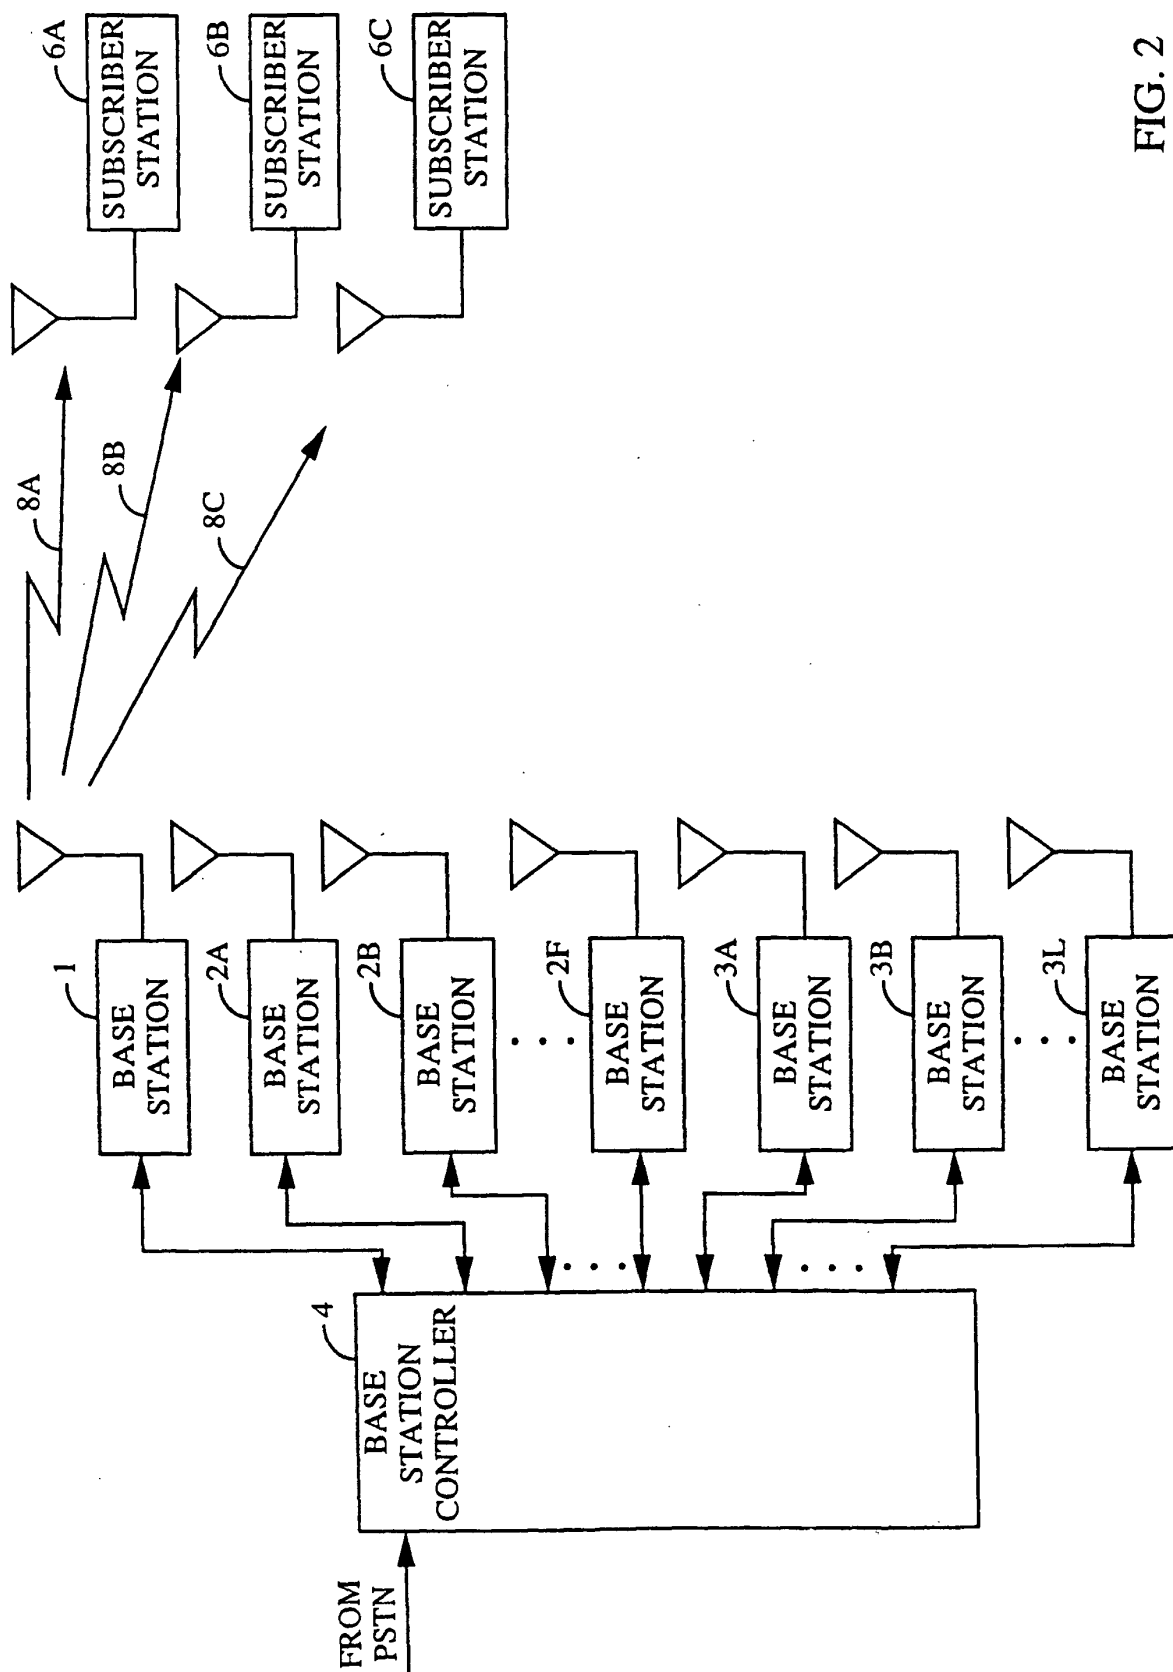 FROM
PSTN
4
BASE
STATION
CONTROLLER
1
BASE
STATION
2A
BASE
STATION
2B
BASE
STATION
2F
BASE
STATION
3A
BASE
STATION
3B
BASE
STATION
3L
BASE
STATION
8A
8B
8C
6A
SUBSCRIBER
STATION
6B
SUBSCRIBER
STATION
6C
SUBSCRIBER
STATION
FIG. 2